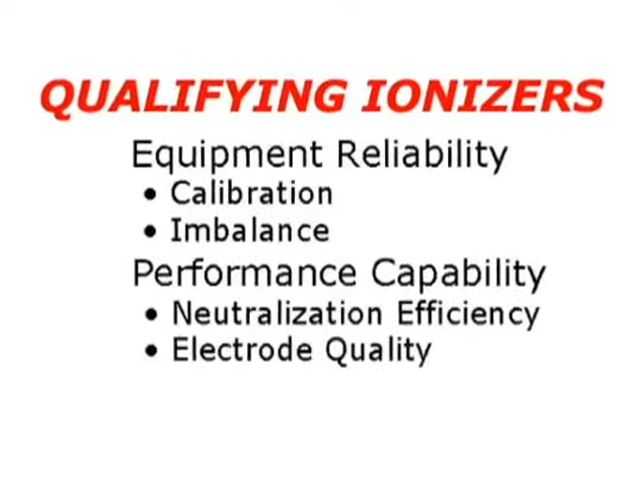 QUALIFYING IONIZERS
Equipment Reliability
• Calibration
• Imbalance
Performance Capability
• Neutralization Efficiency
• Electrode Quality